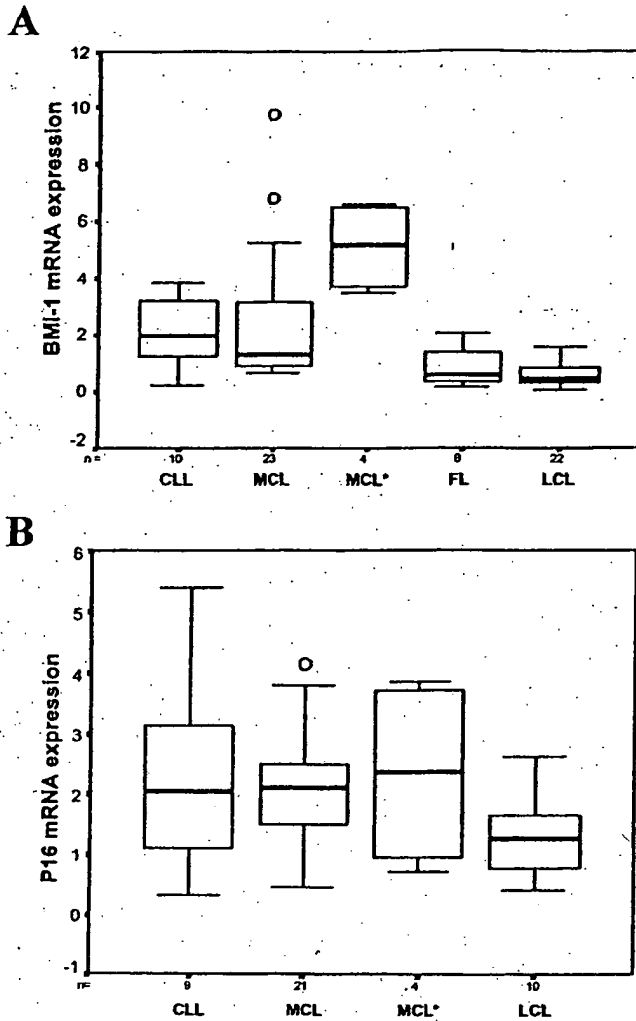 A
BMI-1 mRNA expression
12
10
8
6
4
2
0
-2
n= 10 23 4 8 22
CLL MCL MCL* FL LCL
B
P16 mRNA expression
6
5
4
3
2
1
0
-1
n= 9 21 4 10
CLL MCL MCL* LCL